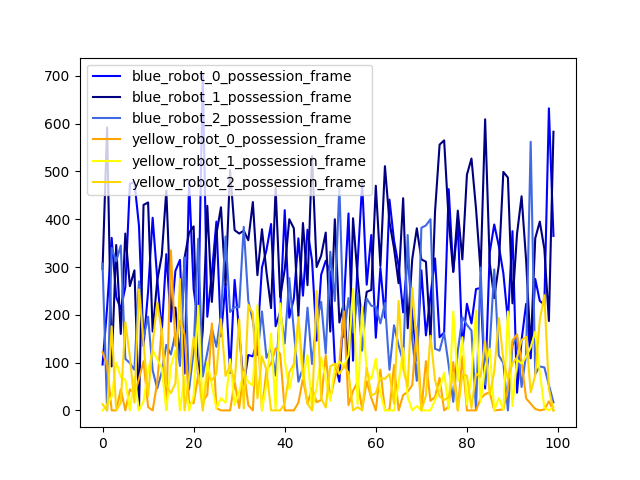 700
600
500
400
300
200
100
0
blue_robot_0_possession_frame
blue_robot_1_possession_frame
blue_robot_2_possession_frame
yellow_robot_0_possession_frame
yellow_robot_1_possession_frame
yellow_robot_2_possession_frame
0 20 40 60 80 100